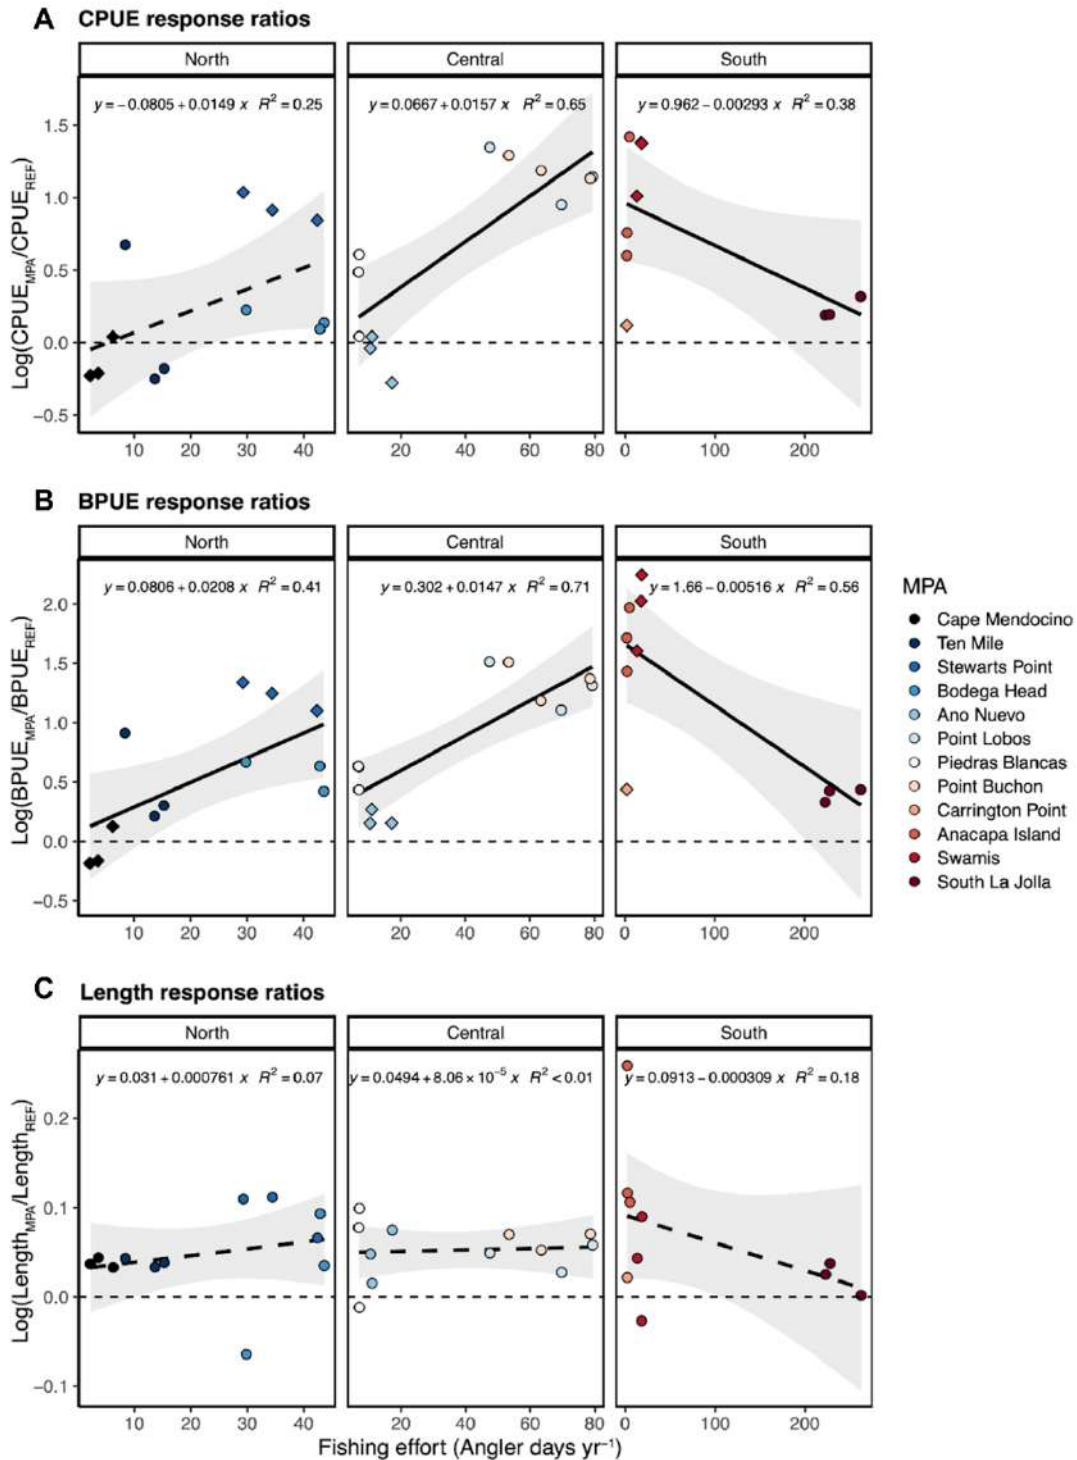 A CPUE response ratios
North Central South
y = −0.0805 + 0.0149 x R² = 0.25 y = 0.0667 + 0.0157 x R² = 0.65 y = 0.962 − 0.00293 x R² = 0.38
Log(CPUE_MPA/CPUE_REF)
1.5
1.0
0.5
0.0
−0.5
10 20 30 40 20 40 60 80 0 100 200
B BPUE response ratios
North Central South
y = 0.0806 + 0.0208 x R² = 0.41 y = 0.302 + 0.0147 x R² = 0.71 y = 1.66 − 0.00516 x R² = 0.56
Log(BPUE_MPA/BPUE_REF)
2.0
1.5
1.0
0.5
0.0
−0.5
10 20 30 40 20 40 60 80 0 100 200
MPA
Cape Mendocino
Ten Mile
Stewarts Point
Bodega Head
Ano Nuevo
Point Lobos
Piedras Blancas
Point Buchon
Carrington Point
Anacapa Island
Swamis
South La Jolla
C Length response ratios
North Central South
y = 0.031 + 0.000761 x R² = 0.07 y = 0.0494 + 8.06 × 10⁻⁵ x R² < 0.01 y = 0.0913 − 0.000309 x R² = 0.18
Log(Length_MPA/Length_REF)
0.2
0.1
0.0
−0.1
10 20 30 40 20 40 60 80 0 100 200
Fishing effort (Angler days yr⁻¹)